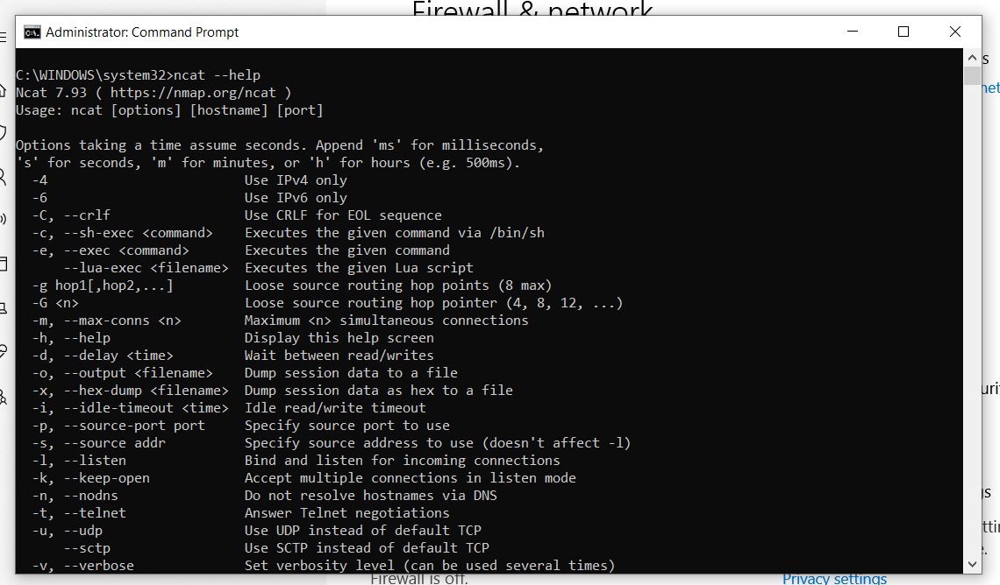 Firewall & network
Administrator: Command Prompt
C:\WINDOWS\system32>ncat --help
Ncat 7.93 ( https://nmap.org/ncat )
Usage: ncat [options] [hostname] [port]
Options taking a time assume seconds. Append 'ms' for milliseconds,
's' for seconds, 'm' for minutes, or 'h' for hours (e.g. 500ms).
-4 Use IPv4 only
-6 Use IPv6 only
-C, --crlf Use CRLF for EOL sequence
-c, --sh-exec <command> Executes the given command via /bin/sh
-e, --exec <command> Executes the given command
--lua-exec <filename> Executes the given Lua script
-g hop1[,hop2,...] Loose source routing hop points (8 max)
-G <n> Loose source routing hop pointer (4, 8, 12, ...)
-m, --max-conns <n> Maximum <n> simultaneous connections
-h, --help Display this help screen
-d, --delay <time> Wait between read/writes
-o, --output <filename> Dump session data to a file
-x, --hex-dump <filename> Dump session data as hex to a file
-i, --idle-timeout <time> Idle read/write timeout
-p, --source-port port Specify source port to use
-s, --source addr Specify source address to use (doesn't affect -l)
-l, --listen Bind and listen for incoming connections
-k, --keep-open Accept multiple connections in listen mode
-n, --nodns Do not resolve hostnames via DNS
-t, --telnet Answer Telnet negotiations
-u, --udp Use UDP instead of default TCP
--sctp Use SCTP instead of default TCP
-v, --verbose Set verbosity level (can be used several times)
Firewall is off.
Privacy settings